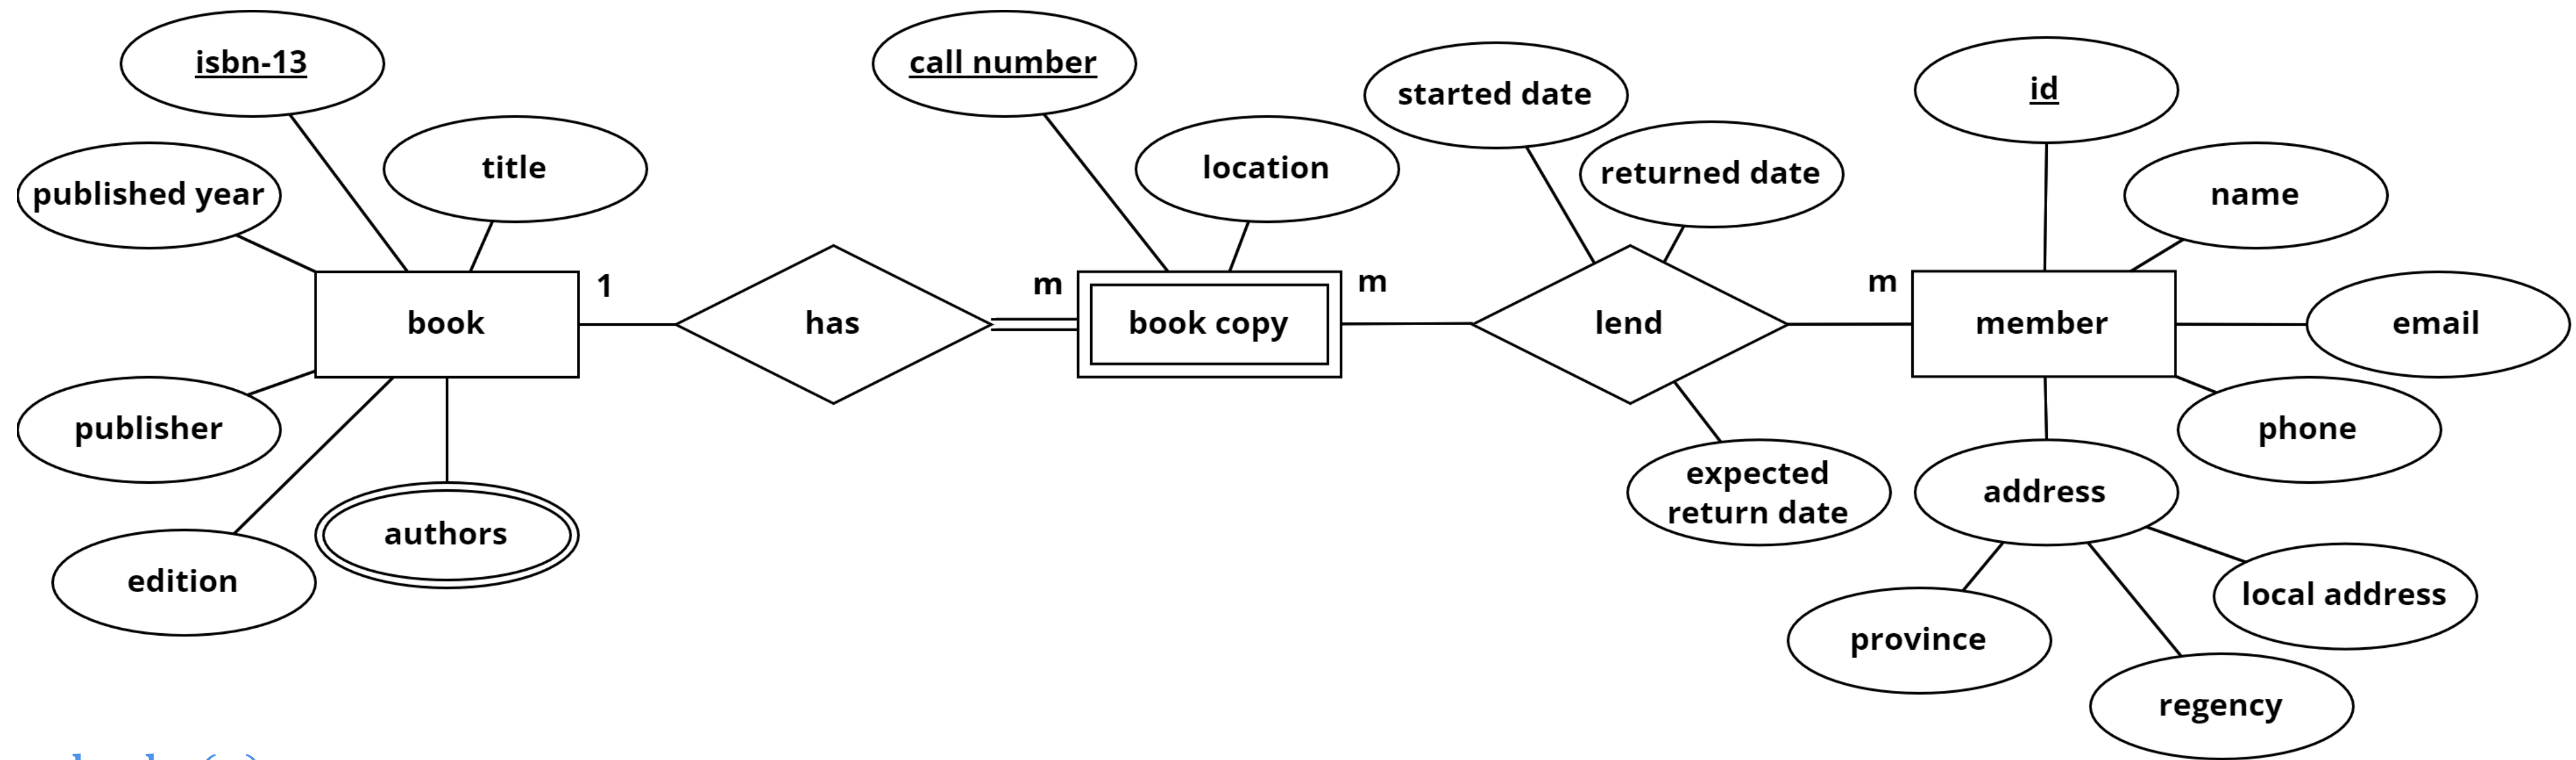 isbn-13
call number
id
started date
title
location
returned date
published year
name
1
m
m
m
book
has
book copy
lend
member
email
publisher
phone
expected
return date
address
authors
edition
local address
province
regency